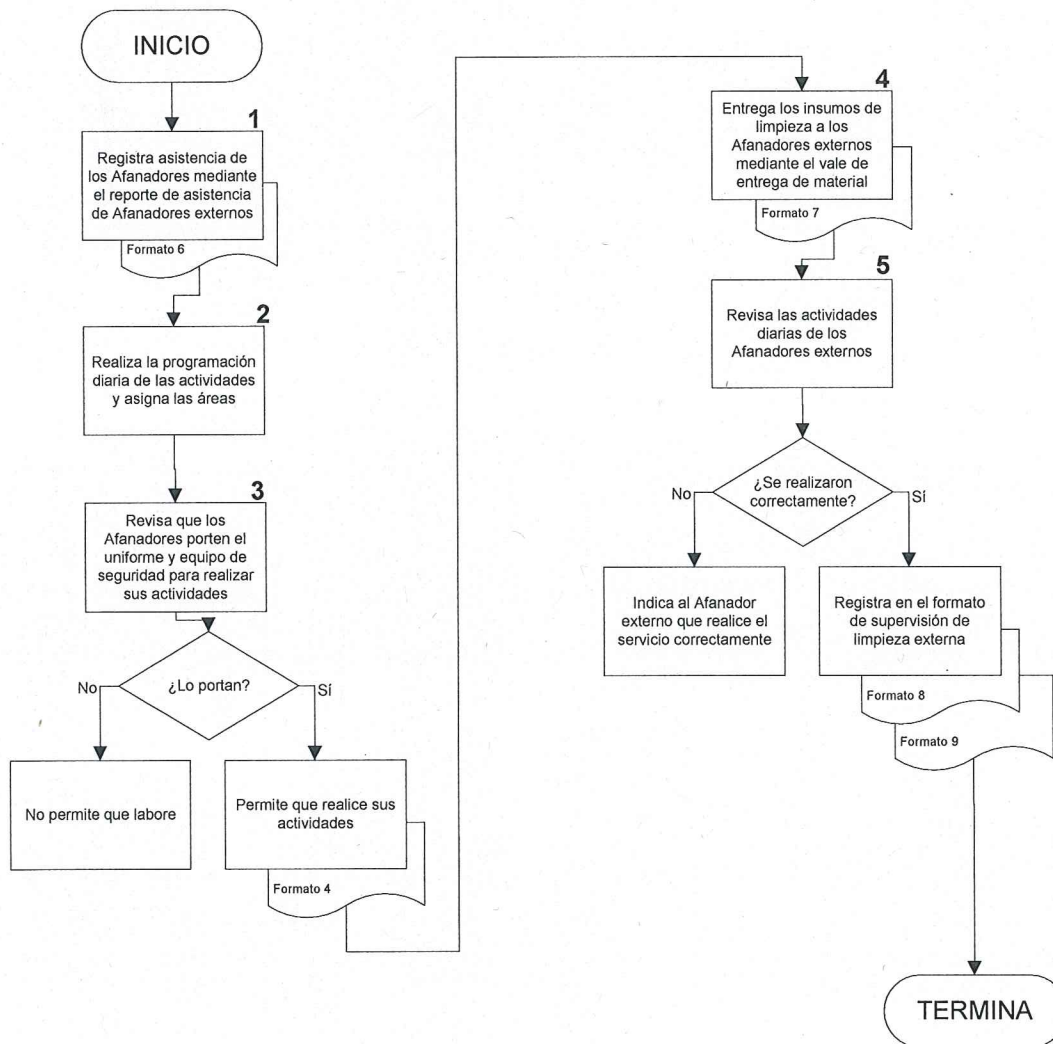 INICIO
1
Registra asistencia de
los Afanadores mediante
el reporte de asistencia
de Afanadores externos
Formato 6
2
Realiza la programación
diaria de las actividades
y asigna las áreas
3
Revisa que los
Afanadores porten el
uniforme y equipo de
seguridad para realizar
sus actividades
¿Lo portan?
No
Sí
No permite que labore
Permite que realice sus
actividades
Formato 4
4
Entrega los insumos de
limpieza a los
Afanadores externos
mediante el vale de
entrega de material
Formato 7
5
Revisa las actividades
diarias de los
Afanadores externos
¿Se realizaron
correctamente?
No
Sí
Indica al Afanador
externo que realice el
servicio correctamente
Registra en el formato
de supervisión de
limpieza externa
Formato 8
Formato 9
TERMINA